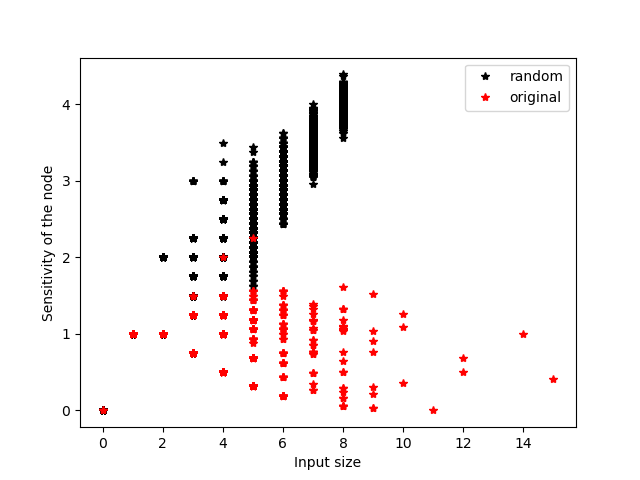 random
original
4
3
2
1
0
Sensitivity of the node
0 2 4 6 8 10 12 14
Input size